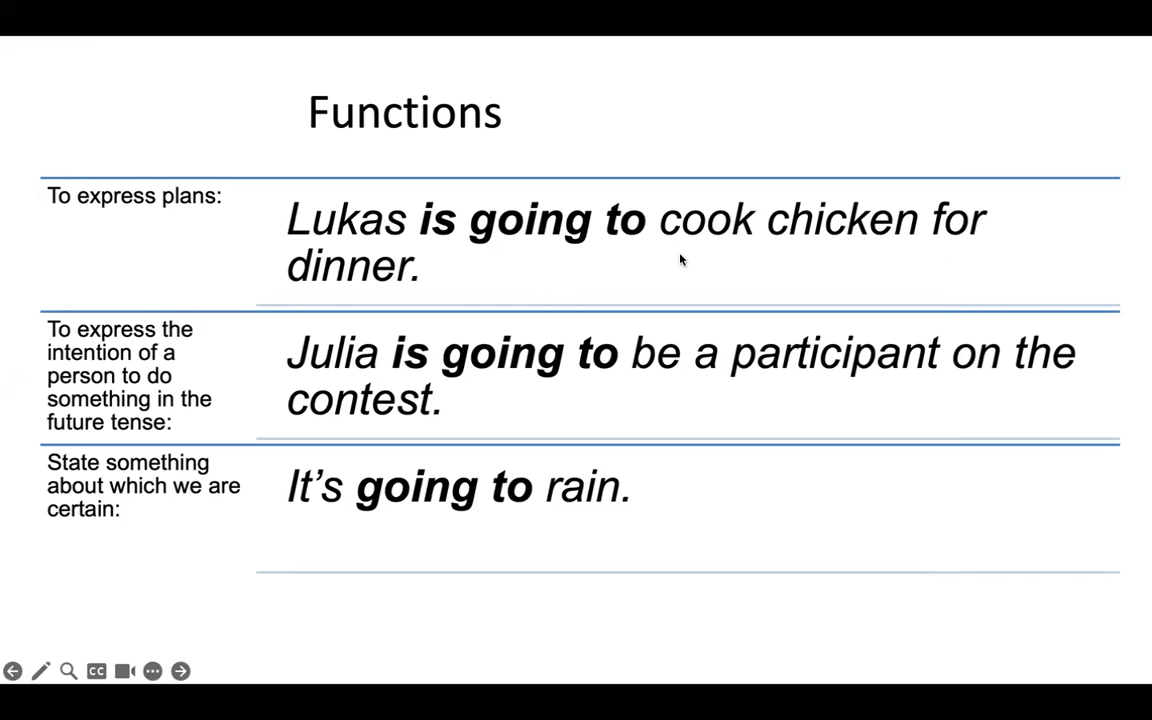 Functions
To express plans:
Lukas is going to cook chicken for
dinner.
To express the
intention of a
person to do
something in the
future tense:
Julia is going to be a participant on the
contest.
State something
about which we are
certain:
It’s going to rain.
CC